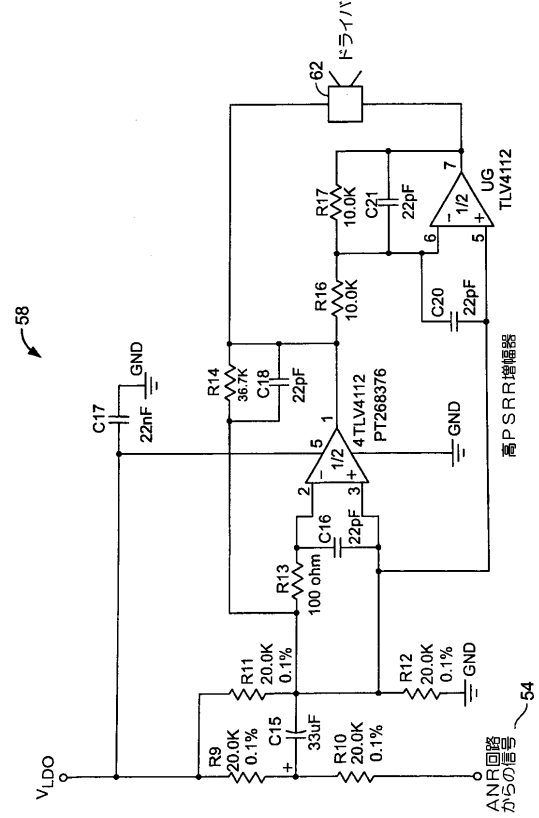 58
C17
22nF
GND
R14
36.7K
C18
22pF
62
ドライバ
R17
10.0K
C21
22pF
R16
10.0K
6
7
5
1/2
UG
TLV4112
C20
22pF
高PSRR増幅器
5
1
2
3
1/2
4 TLV4112
PT268376
GND
C16
22pF
R13
100 ohm
R11
20.0K
0.1%
R12
20.0K
0.1%
GND
VLDO
R9
20.0K
0.1%
C15
33uF
R10
20.0K
0.1%
ANR回路
からの信号
54